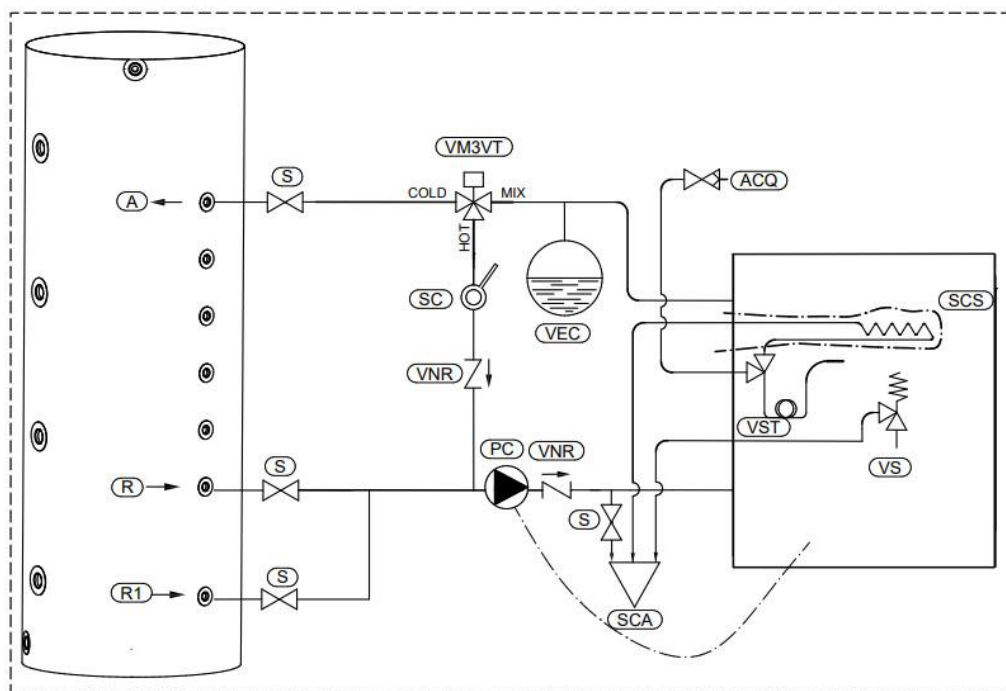 VM3VT
S
ACQ
A
COLD
MIX
HOT
SC
SCS
VEC
VNR
VST
PC
VNR
S
VS
R
S
S
R1
SCA